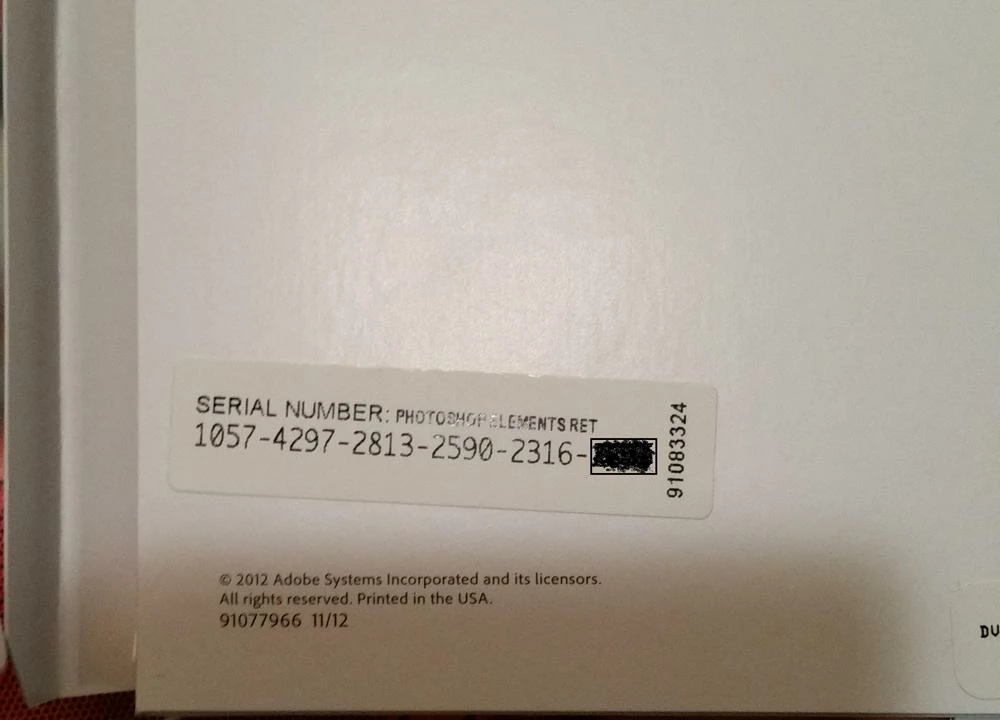 SERIAL NUMBER: PHOTOSHOP ELEMENTS RET
1057-4297-2813-2590-2316-
91083324
© 2012 Adobe Systems Incorporated and its licensors.
All rights reserved. Printed in the USA.
91077966 11/12
DU